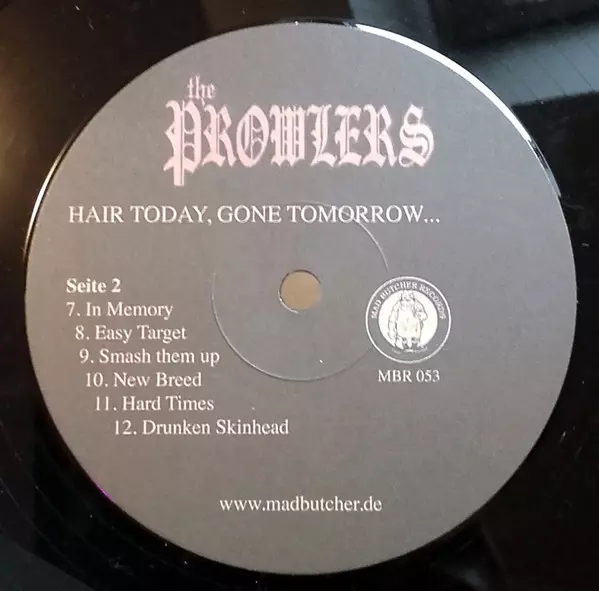 the
PROWLERS
HAIR TODAY, GONE TOMORROW...
Seite 2
7. In Memory
8. Easy Target
9. Smash them up
10. New Breed
11. Hard Times
12. Drunken Skinhead
MAD BUTCHER RECORDS
MBR 053
www.madbutcher.de